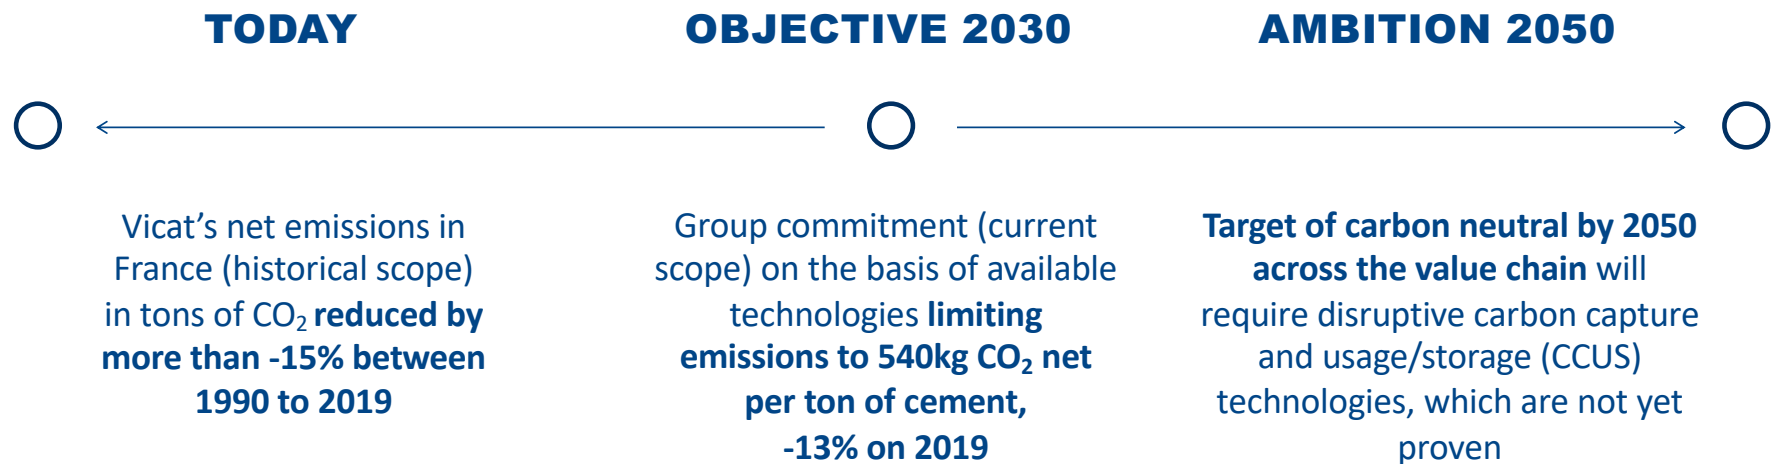 TODAY
OBJECTIVE 2030
AMBITION 2050
Vicat’s net emissions in
France (historical scope)
in tons of CO₂ reduced by
more than -15% between
1990 to 2019
Group commitment (current
scope) on the basis of available
technologies limiting
emissions to 540kg CO₂ net
per ton of cement,
-13% on 2019
Target of carbon neutral by 2050
across the value chain will
require disruptive carbon capture
and usage/storage (CCUS)
technologies, which are not yet
proven